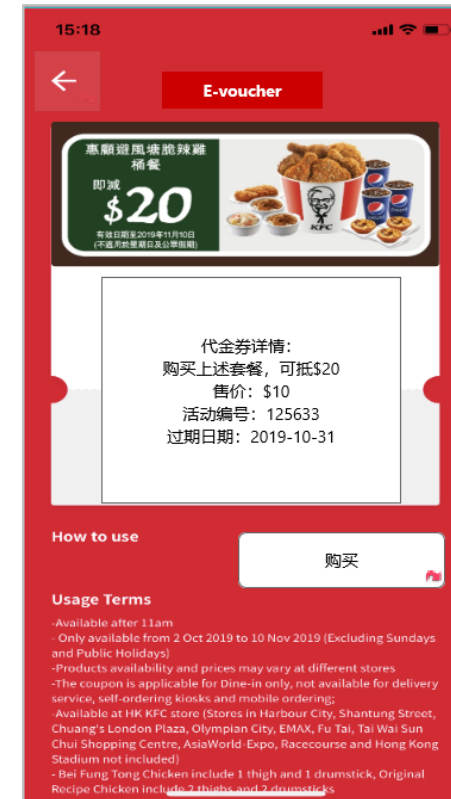 15:18
E-voucher
惠顧避風塘脆辣雞
桶餐
即減
$20
有效日期至2019年11月10日
(不適用於星期日及公眾假期)
KFC
代金券详情：
购买上述套餐，可抵$20
售价：$10
活动编号：125633
过期日期：2019-10-31
How to use
购买
Usage Terms
-Available after 11am
- Only available from 2 Oct 2019 to 10 Nov 2019 (Excluding Sundays
and Public Holidays)
-Products availability and prices may vary at different stores
-The coupon is applicable for Dine-in only, not available for delivery
service, self-ordering kiosks and mobile ordering;
-Available at HK KFC store (Stores in Harbour City, Shantung Street,
Chuang's London Plaza, Olympian City, EMAX, Fu Tai, Tai Wai Sun
Chui Shopping Centre, AsiaWorld-Expo, Racecourse and Hong Kong
Stadium not included)
- Bei Fung Tong Chicken include 1 thigh and 1 drumstick, Original
Recipe Chicken include 2 thighs and 2 drumsticks